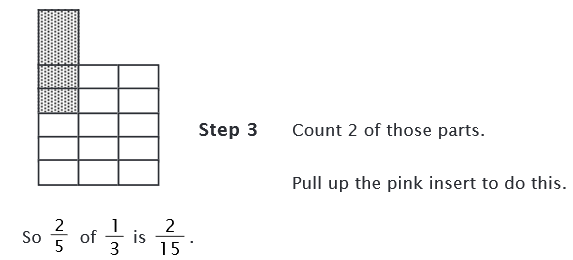 Step 3 Count 2 of those parts.
Pull up the pink insert to do this.
So 2/5 of 1/3 is 2/15.